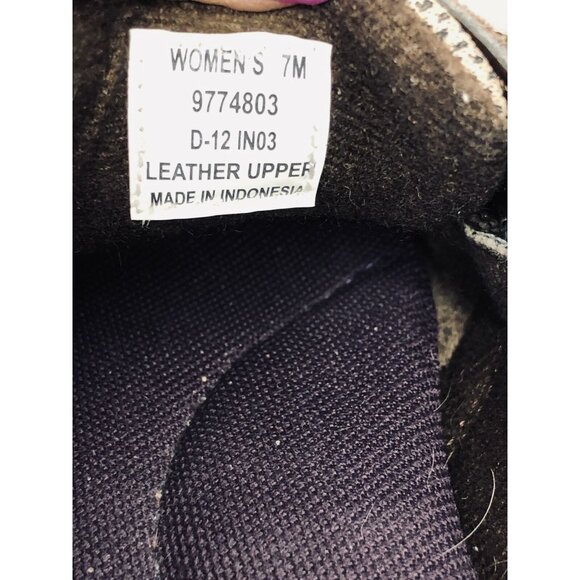 WOMEN'S 7M
9774803
D-12 IN03
LEATHER UPPER
MADE IN INDONESIA